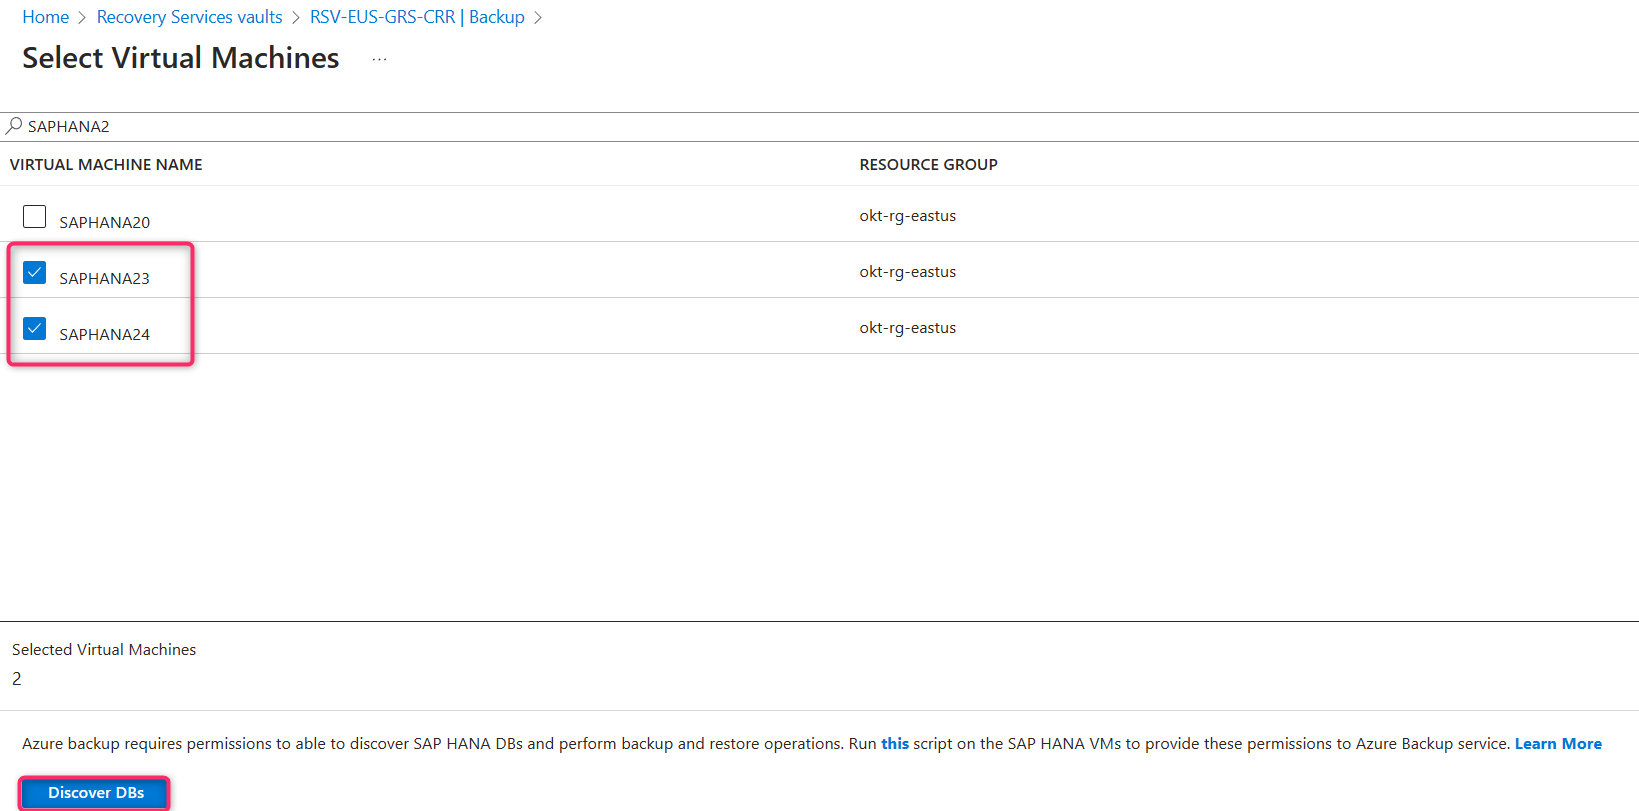 Home > Recovery Services vaults > RSV-EUS-GRS-CRR | Backup >
Select Virtual Machines ...
SAPHANA2
VIRTUAL MACHINE NAME RESOURCE GROUP
SAPHANA20 okt-rg-eastus
SAPHANA23 okt-rg-eastus
SAPHANA24 okt-rg-eastus
Selected Virtual Machines
2
Azure backup requires permissions to able to discover SAP HANA DBs and perform backup and restore operations. Run this script on the SAP HANA VMs to provide these permissions to Azure Backup service. Learn More
Discover DBs